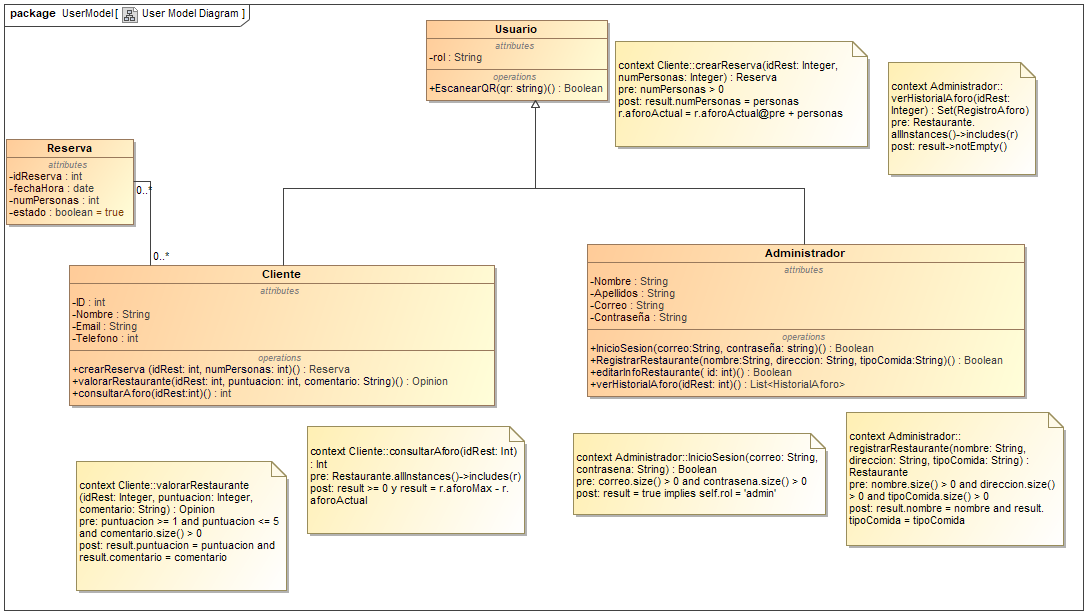 package UserModel [ User Model Diagram ]
Usuario
attributes
-rol : String
operations
+EscanearQR(qr: string)() : Boolean
context Cliente::crearReserva(idRest: Integer,
numPersonas: Integer) : Reserva
pre: numPersonas > 0
post: result.numPersonas = personas
r.aforoActual = r.aforoActual@pre + personas
context Administrador::
verHistorialAforo(idRest:
Integer) : Set(RegistroAforo)
pre: Restaurante.
allInstances()->includes(r)
post: result->notEmpty()
Reserva
attributes
-idReserva : int
-fechaHora : date
-numPersonas : int
-estado : boolean = true
0..*
0..*
Cliente
attributes
-ID : int
-Nombre : String
-Email : String
-Telefono : int
operations
+crearReserva (idRest: int, numPersonas: int)() : Reserva
+valorarRestaurante(idRest: int, puntuacion: int, comentario: String)() : Opinion
+consultarAforo(idRest:int)() : int
Administrador
attributes
-Nombre : String
-Apellidos : String
-Correo : String
-Contraseña : String
operations
+InicioSesion(correo:String, contraseña: string)() : Boolean
+RegistrarRestaurante(nombre:String, direccion: String, tipoComida:String)() : Boolean
+editarInfoRestaurante( id: int)() : Boolean
+verHistorialAforo(idRest: int)() : List<HistorialAforo>
context Cliente::valorarRestaurante
(idRest: Integer, puntuacion: Integer,
comentario: String) : Opinion
pre: puntuacion >= 1 and puntuacion <= 5
and comentario.size() > 0
post: result.puntuacion = puntuacion and
result.comentario = comentario
context Cliente::consultarAforo(idRest: Int)
: Int
pre: Restaurante.allInstances()->includes(r)
post: result >= 0 y result = r.aforoMax - r.
aforoActual
context Administrador::InicioSesion(correo: String,
contrasena: String) : Boolean
pre: correo.size() > 0 and contrasena.size() > 0
post: result = true implies self.rol = 'admin'
context Administrador::
registrarRestaurante(nombre: String,
direccion: String, tipoComida: String) :
Restaurante
pre: nombre.size() > 0 and direccion.size()
> 0 and tipoComida.size() > 0
post: result.nombre = nombre and result.
tipoComida = tipoComida